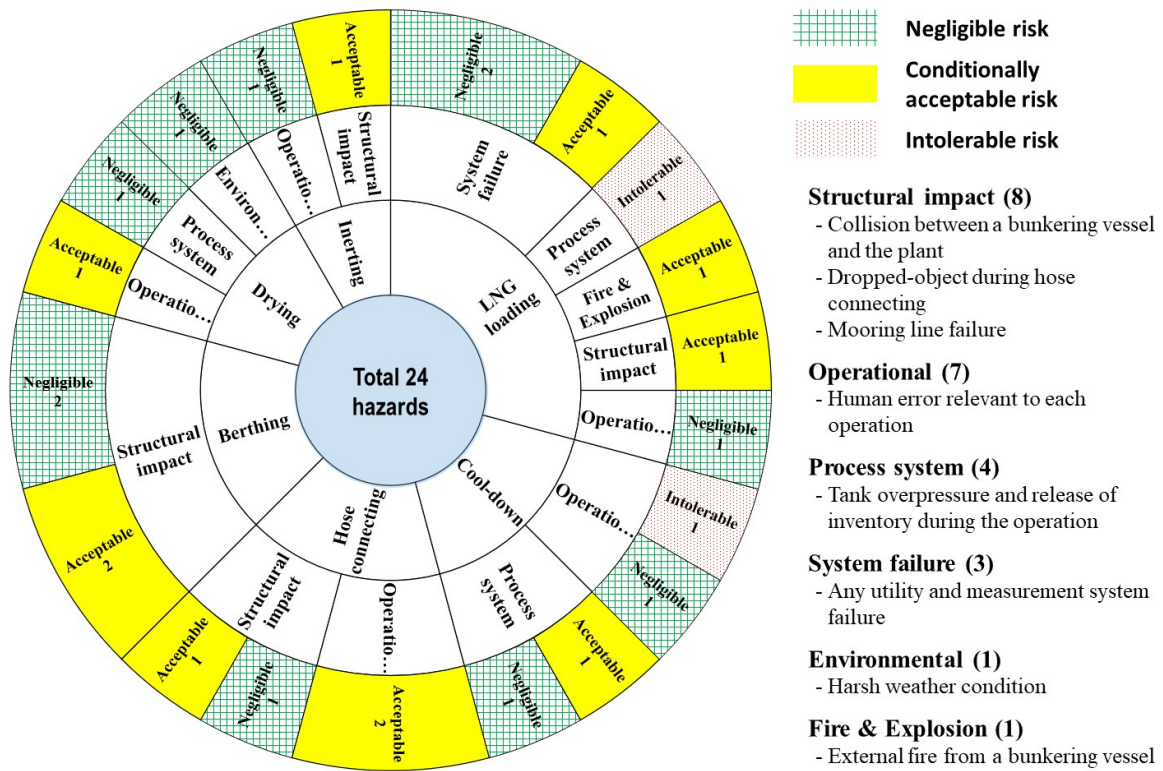 Total 24
hazards
LNG
loading
Cool-down
Hose
connecting
Berthing
Drying
Inerting
System
failure
Process
system
Fire &
Explosion
Structural
impact
Operatio…
Operatio…
Process
system
Operatio…
Structural
impact
Structural
impact
Operatio…
Process
system
Environ…
Operatio…
Structural
impact
Negligible
2
Acceptable
1
Intolerable
1
Acceptable
1
Acceptable
1
Negligible
1
Intolerable
1
Negligible
1
Acceptable
1
Negligible
1
Acceptable
2
Negligible
1
Acceptable
1
Acceptable
2
Negligible
2
Acceptable
1
Negligible
1
Negligible
1
Negligible
1
Acceptable
1
Negligible risk
Conditionally
acceptable risk
Intolerable risk
Structural impact (8)
- Collision between a bunkering vessel
and the plant
- Dropped-object during hose
connecting
- Mooring line failure
Operational (7)
- Human error relevant to each
operation
Process system (4)
- Tank overpressure and release of
inventory during the operation
System failure (3)
- Any utility and measurement system
failure
Environmental (1)
- Harsh weather condition
Fire & Explosion (1)
- External fire from a bunkering vessel